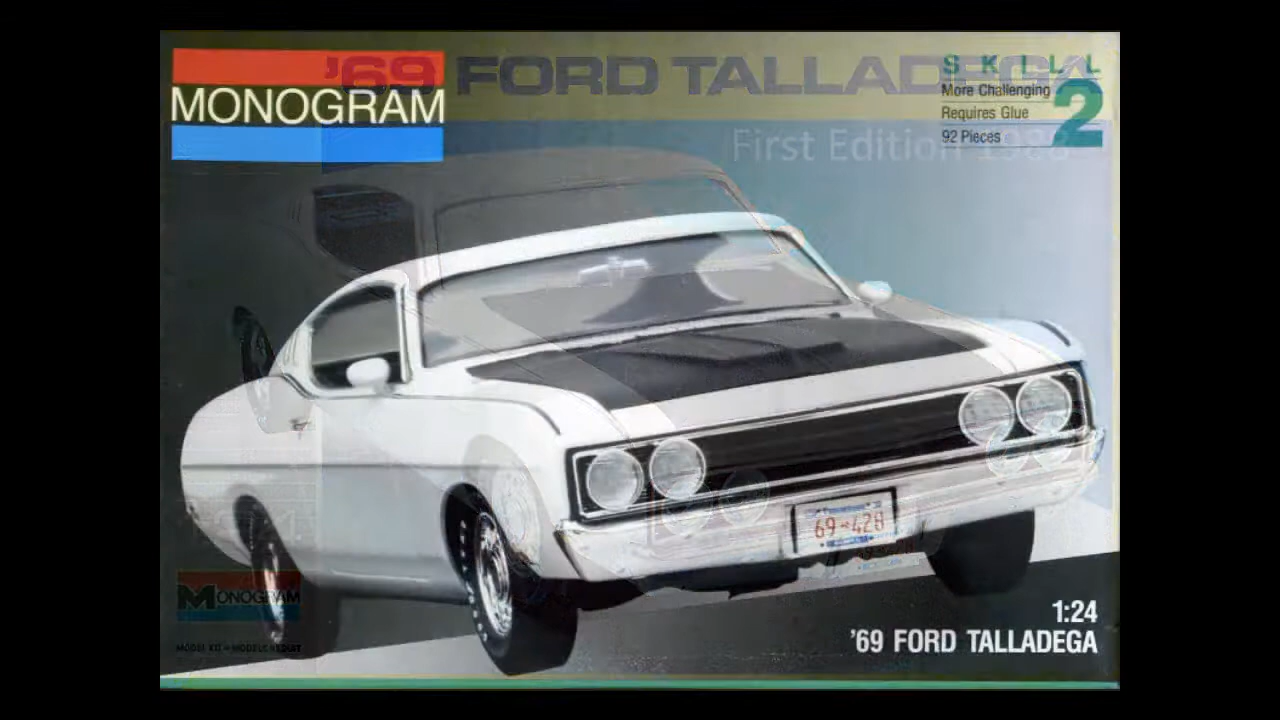 '69 FORD TALLADEGA
MONOGRAM
SKILL
2
More Challenging
Requires Glue
92 Pieces
First Edition
69-428
MONOGRAM
1:24
'69 FORD TALLADEGA